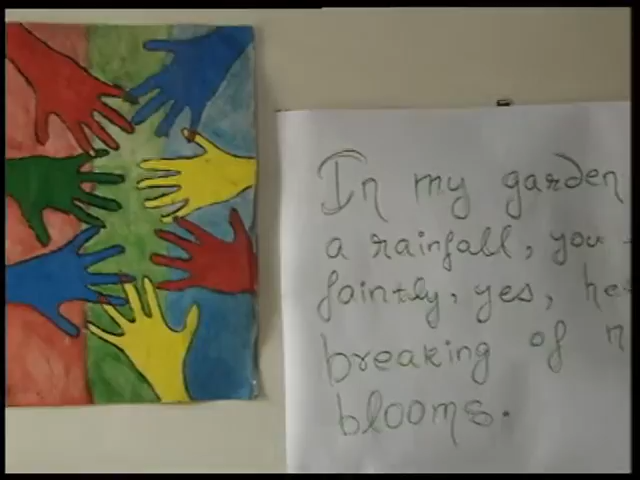 In my garden
a rainfall, you
faintly, yes, he
breaking of n
blooms.